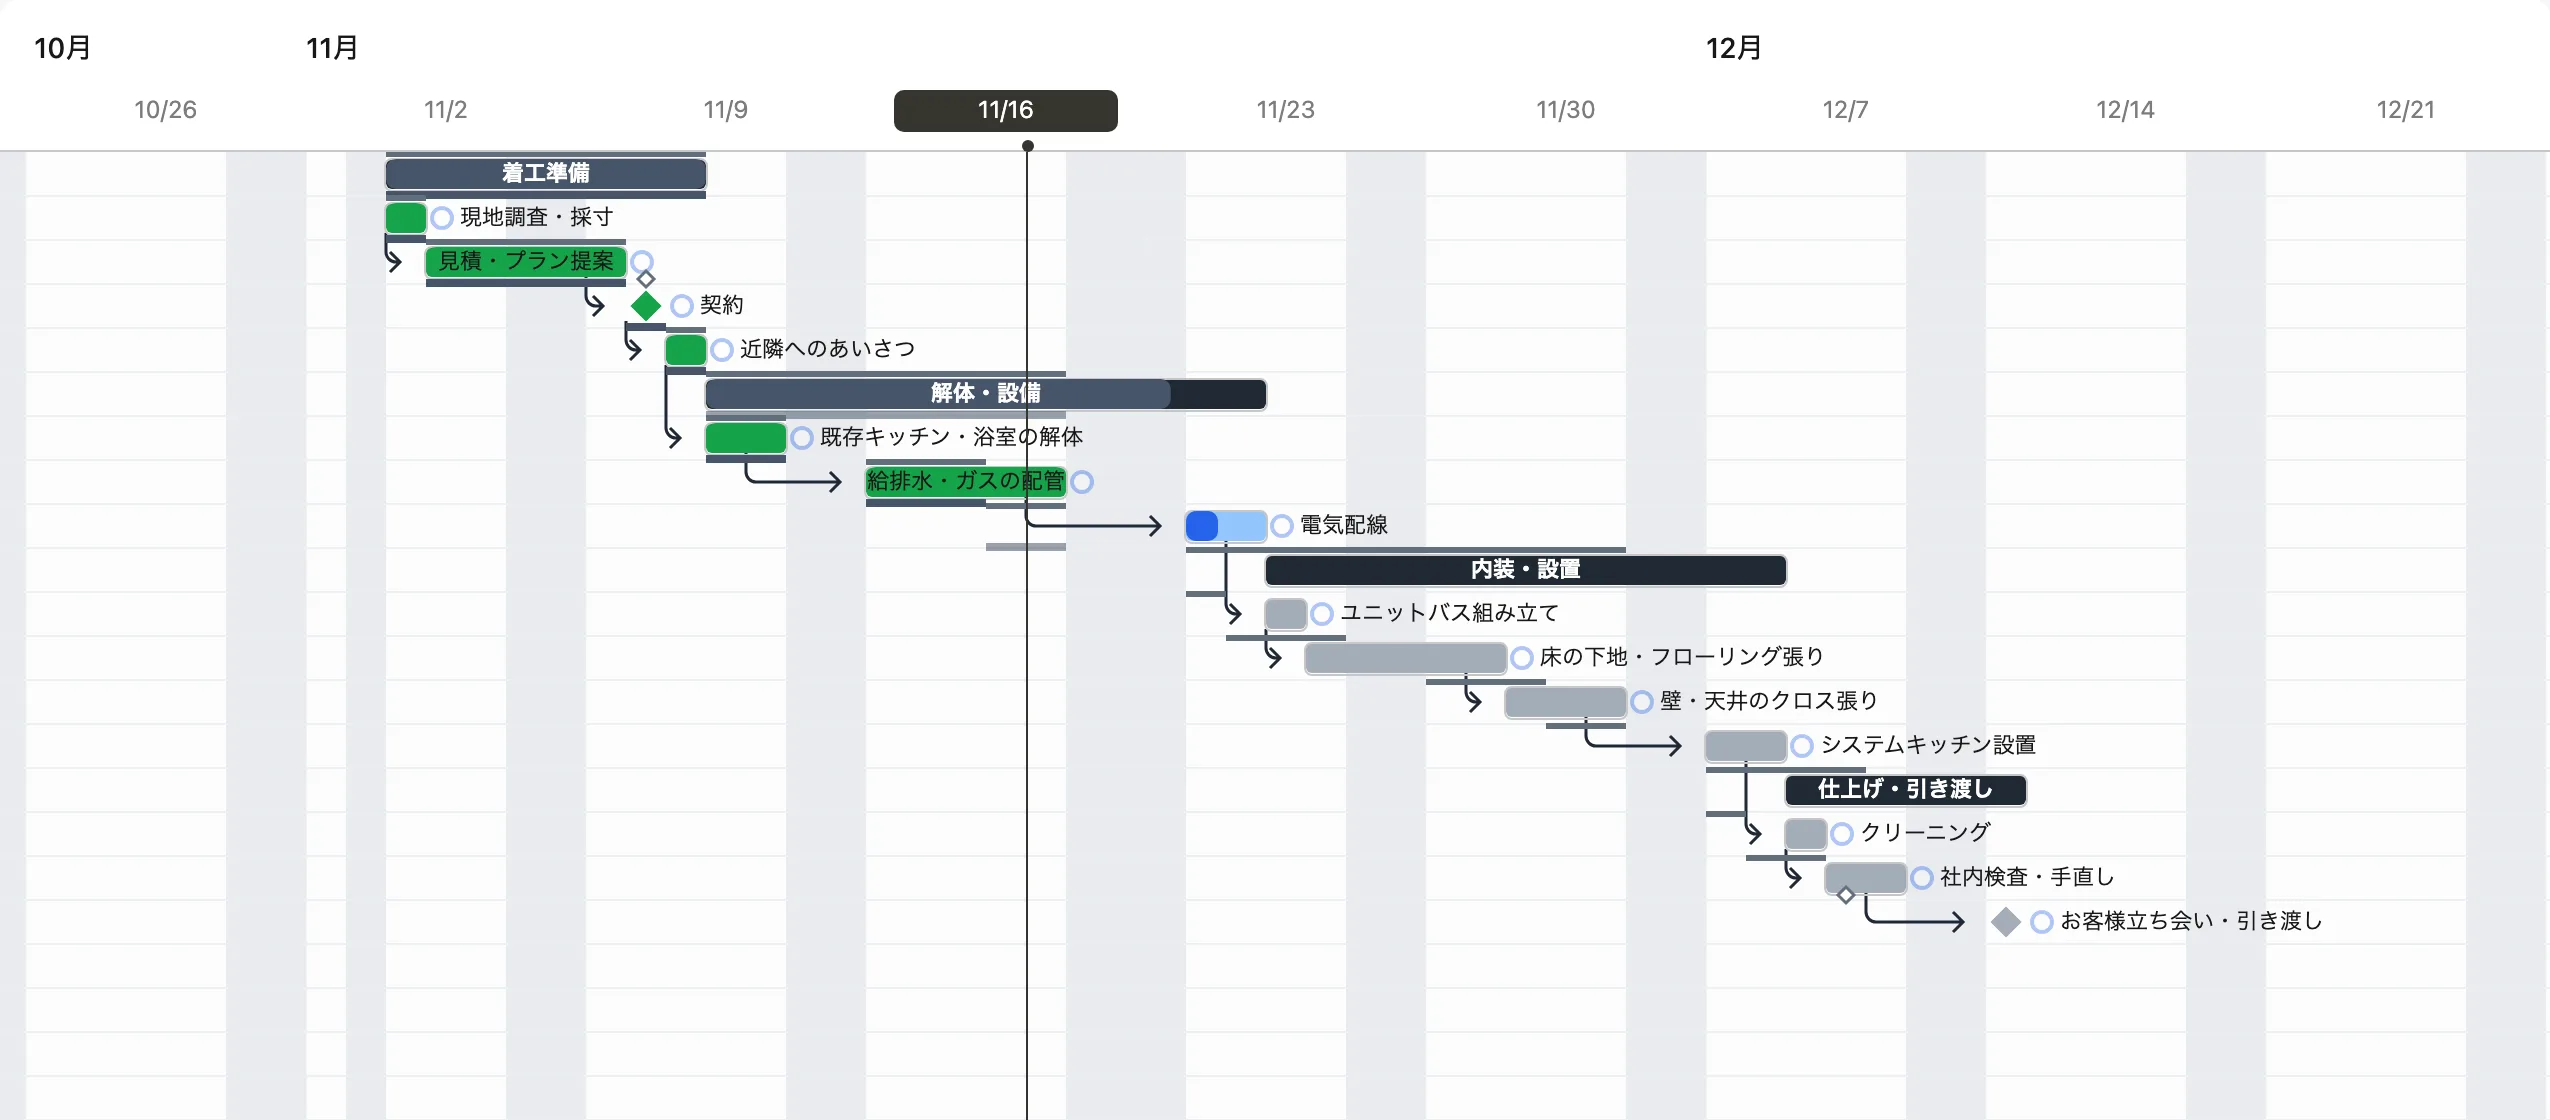 10月 11月 12月
10/26 11/2 11/9 11/16 11/23 11/30 12/7 12/14 12/21
着工準備
現地調査・採寸
見積・プラン提案
契約
近隣へのあいさつ
解体・設備
既存キッチン・浴室の解体
給排水・ガスの配管
電気配線
内装・設置
ユニットバス組み立て
床の下地・フローリング張り
壁・天井のクロス張り
システムキッチン設置
仕上げ・引き渡し
クリーニング
社内検査・手直し
お客様立ち会い・引き渡し